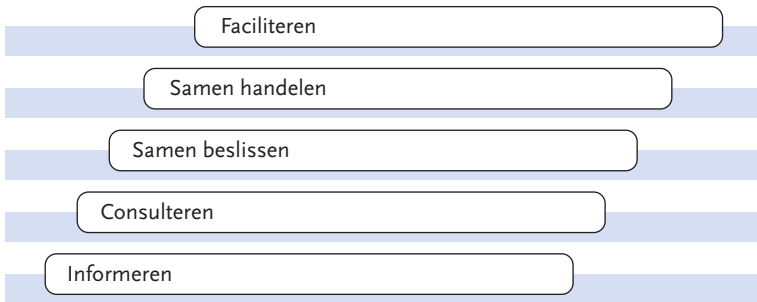 Faciliteren
Samen handelen
Samen beslissen
Consulteren
Informeren